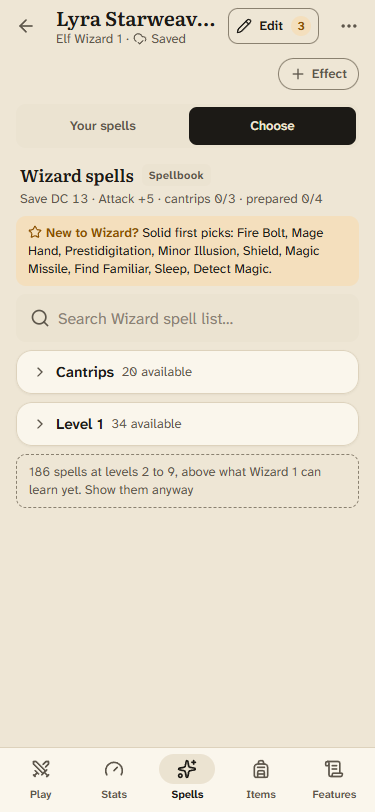 Lyra Starweav...
Elf Wizard 1 · Saved
Edit 3
Effect
Your spells
Choose
Wizard spells Spellbook
Save DC 13 · Attack +5 · cantrips 0/3 · prepared 0/4
New to Wizard? Solid first picks: Fire Bolt, Mage
Hand, Prestidigitation, Minor Illusion, Shield, Magic
Missile, Find Familiar, Sleep, Detect Magic.
Search Wizard spell list...
Cantrips 20 available
Level 1 34 available
186 spells at levels 2 to 9, above what Wizard 1 can
learn yet. Show them anyway
Play
Stats
Spells
Items
Features